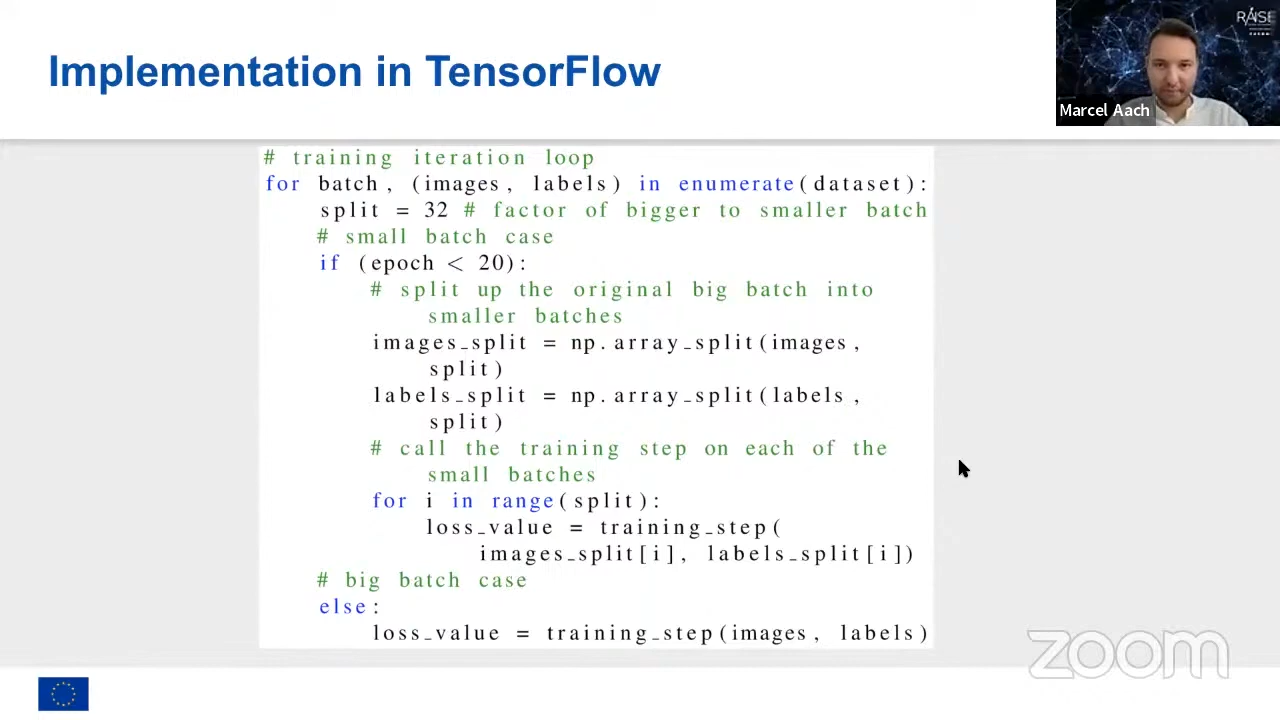 Implementation in TensorFlow
RAISE
Marcel Aach
# training iteration loop
for batch, (images, labels) in enumerate(dataset):
split = 32 # factor of bigger to smaller batch
# small batch case
if (epoch < 20):
# split up the original big batch into
smaller batches
images_split = np.array_split(images,
split)
labels_split = np.array_split(labels,
split)
# call the training step on each of the
small batches
for i in range(split):
loss_value = training_step(
images_split[i], labels_split[i])
# big batch case
else:
loss_value = training_step(images, labels)
zoom